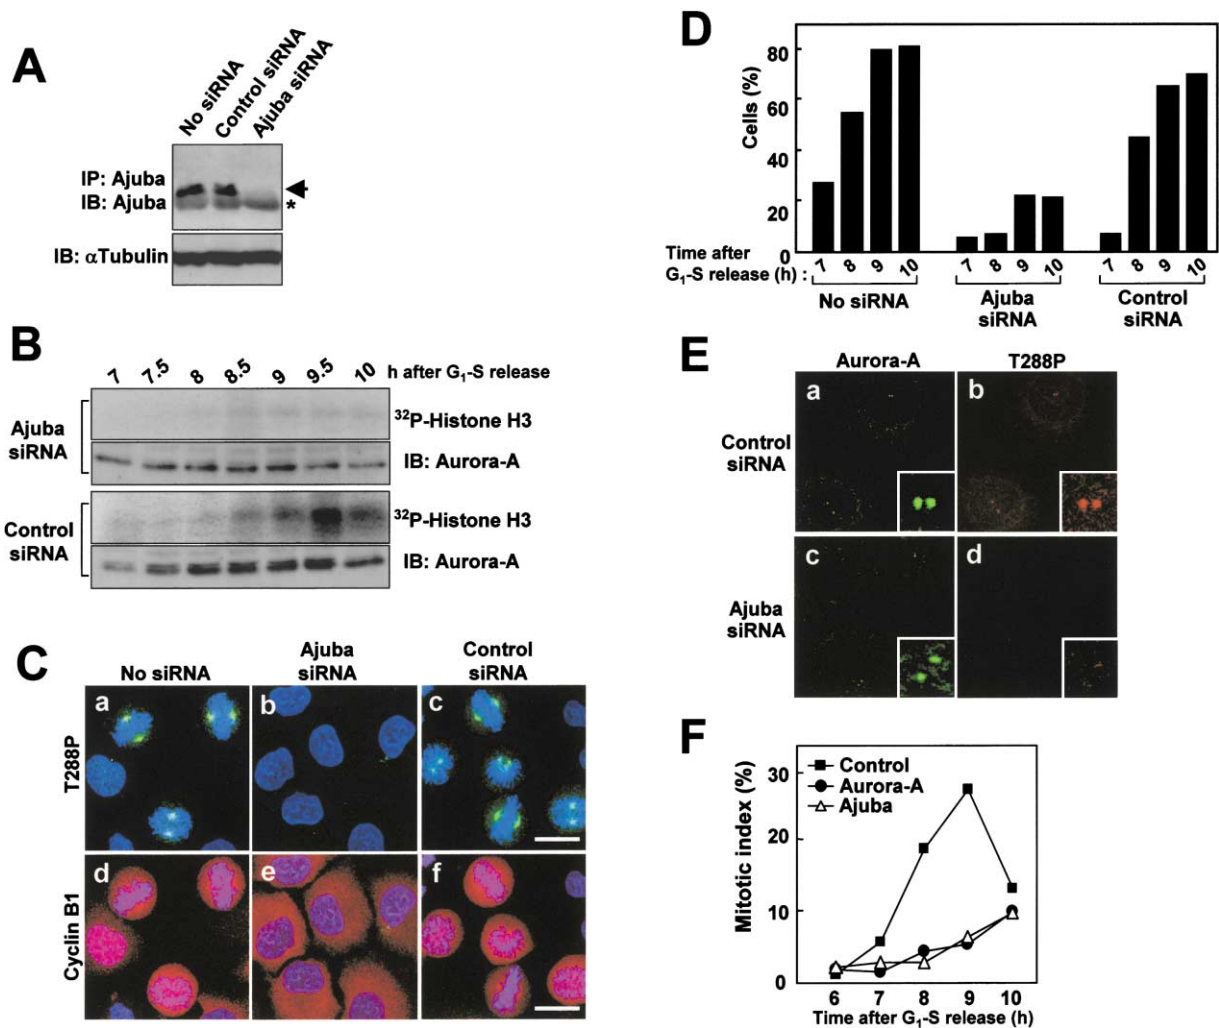 A
No siRNA
Control siRNA
Ajuba siRNA
IP: Ajuba
IB: Ajuba
*
IB: αTubulin
B
7 7.5 8 8.5 9 9.5 10 h after G₁-S release
Ajuba siRNA
³²P-Histone H3
IB: Aurora-A
Control siRNA
³²P-Histone H3
IB: Aurora-A
C
No siRNA
Ajuba siRNA
Control siRNA
T288P
a b c
Cyclin B1
d e f
D
Cells (%)
80
60
40
20
0
Time after
G₁-S release (h) :
7 8 9 10 7 8 9 10 7 8 9 10
No siRNA
Ajuba siRNA
Control siRNA
E
Aurora-A T288P
Control siRNA
a b
Ajuba siRNA
c d
F
Mitotic index (%)
30
20
10
0
Control
Aurora-A
Ajuba
6 7 8 9 10
Time after G₁-S release (h)